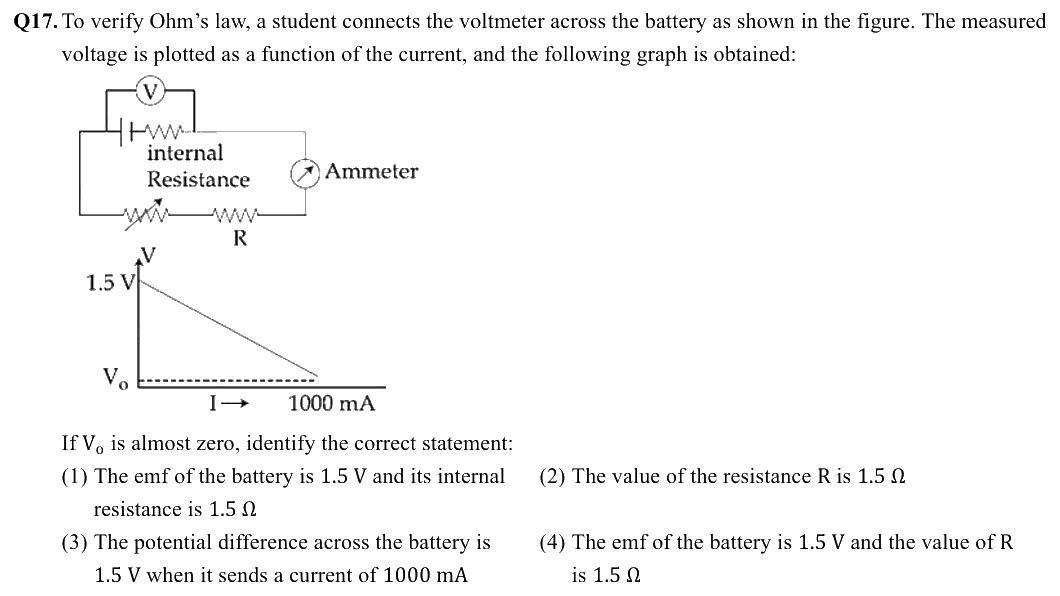 Q17. To verify Ohm's law, a student connects the voltmeter across the battery as shown in the figure. The measured
voltage is plotted as a function of the current, and the following graph is obtained:
V
internal
Resistance
Ammeter
R
V
1.5 V
V₀
I→ 1000 mA
If V₀ is almost zero, identify the correct statement:
(1) The emf of the battery is 1.5 V and its internal
resistance is 1.5 Ω
(2) The value of the resistance R is 1.5 Ω
(3) The potential difference across the battery is
1.5 V when it sends a current of 1000 mA
(4) The emf of the battery is 1.5 V and the value of R
is 1.5 Ω